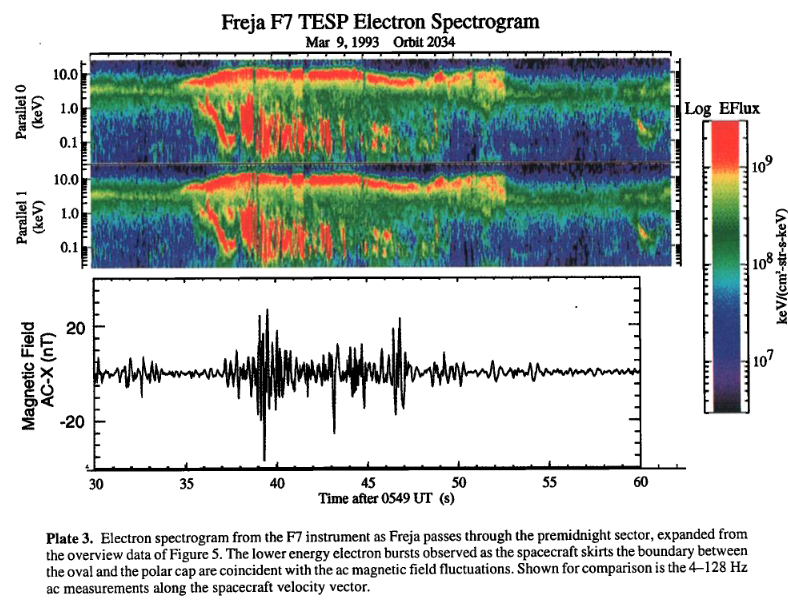 Freja F7 TESP Electron Spectrogram
Mar 9, 1993 Orbit 2034
Parallel 0
(keV)
10.0
1.0
0.1
Parallel 1
(keV)
10.0
1.0
0.1
Log EFlux
10⁹
10⁸
10⁷
keV/(cm²-str-s-keV)
Magnetic Field
AC-X (nT)
20
-20
30 35 40 45 50 55 60
Time after 0549 UT (s)
Plate 3. Electron spectrogram from the F7 instrument as Freja passes through the premidnight sector, expanded from
the overview data of Figure 5. The lower energy electron bursts observed as the spacecraft skirts the boundary between
the oval and the polar cap are coincident with the ac magnetic field fluctuations. Shown for comparison is the 4–128 Hz
ac measurements along the spacecraft velocity vector.